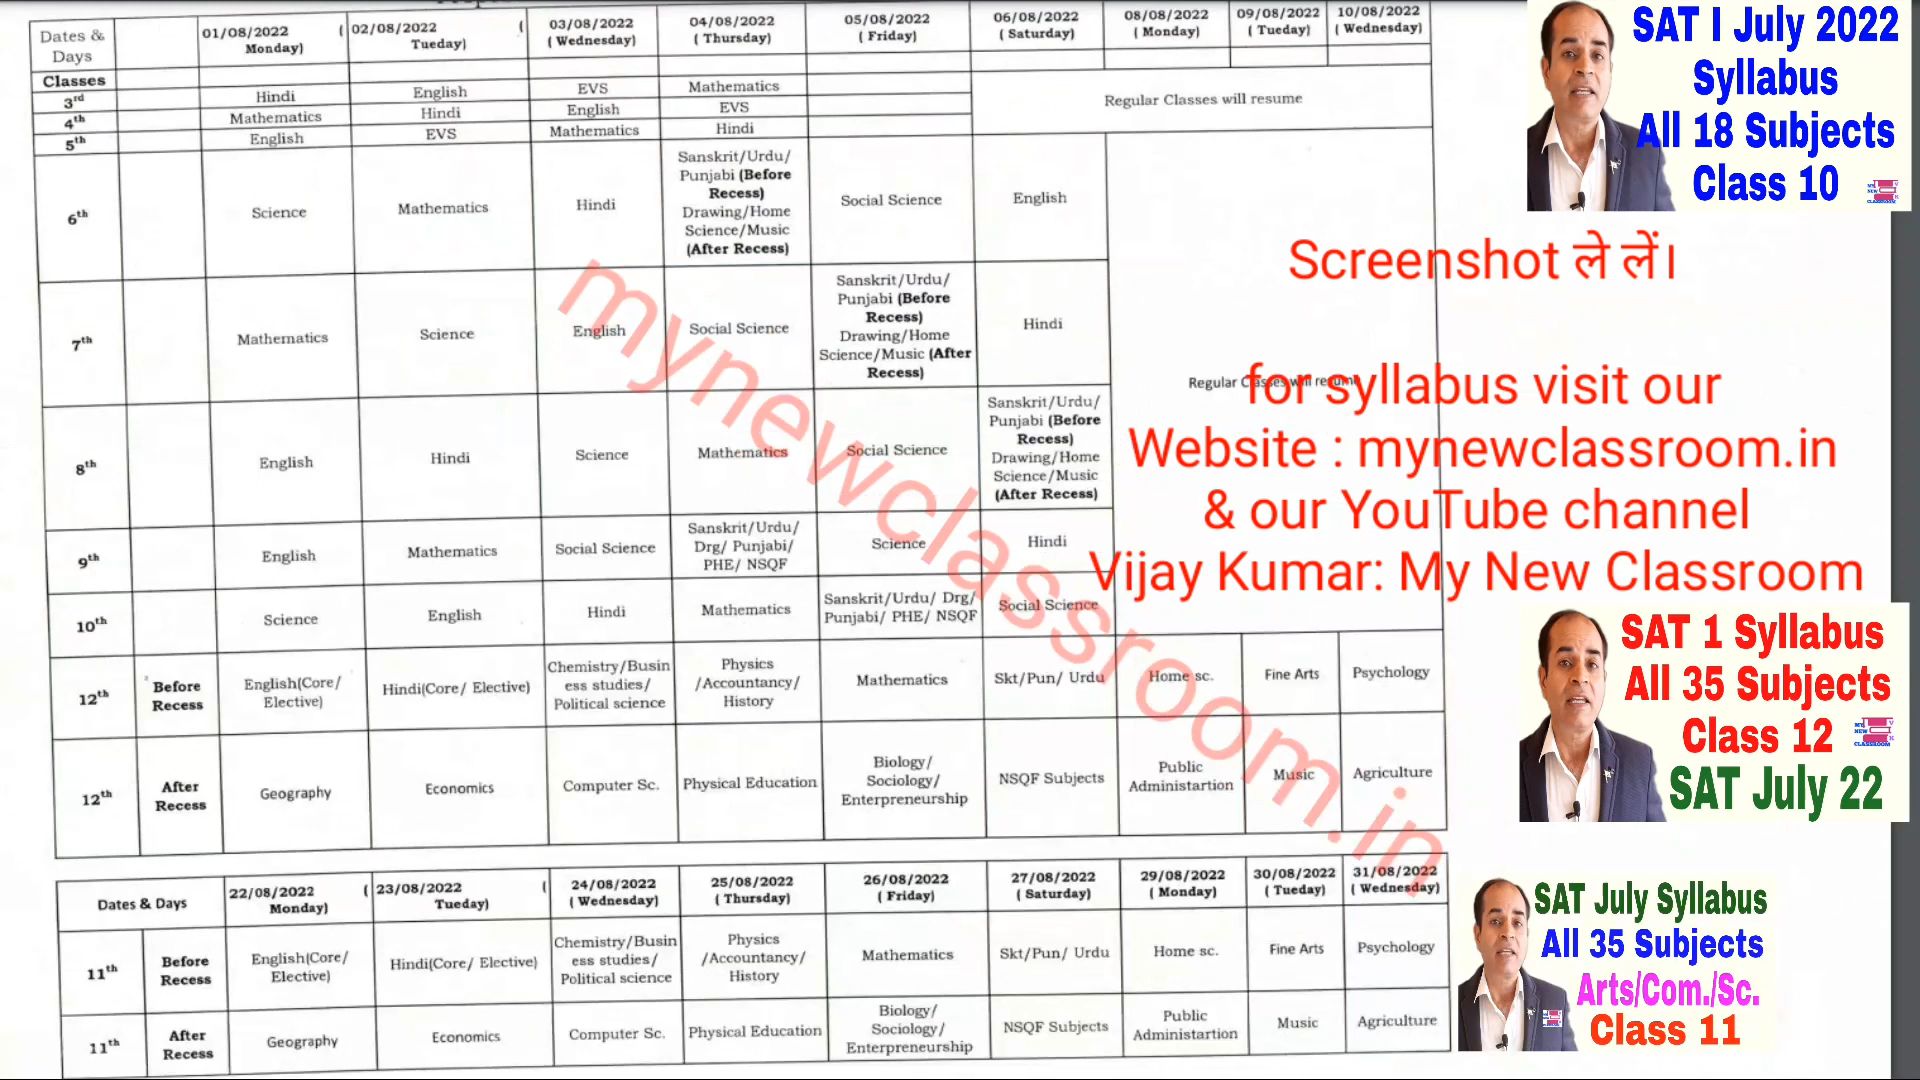 Dates & Days 01/08/2022 ( Monday) 02/08/2022 ( Tueday) 03/08/2022 ( Wednesday) 04/08/2022 ( Thursday) 05/08/2022 ( Friday) 06/08/2022 ( Saturday) 08/08/2022 ( Monday) 09/08/2022 ( Tueday) 10/08/2022 ( Wednesday)
Classes
3rd Hindi English EVS Mathematics
4th Mathematics Hindi English EVS
5th English EVS Mathematics Hindi
Regular Classes will resume
6th Science Mathematics Hindi Sanskrit/Urdu/ Punjabi (Before Recess) Drawing/Home Science/Music (After Recess) Social Science English
7th Mathematics Science English Social Science Sanskrit/Urdu/ Punjabi (Before Recess) Drawing/Home Science/Music (After Recess) Hindi
Regular Classes will resume
8th English Hindi Science Mathematics Social Science Sanskrit/Urdu/ Punjabi (Before Recess) Drawing/Home Science/Music (After Recess)
9th English Mathematics Social Science Sanskrit/Urdu/ Drg/ Punjabi/ PHE/ NSQF Science Hindi
10th Science English Hindi Mathematics Sanskrit/Urdu/ Drg/ Punjabi/ PHE/ NSQF Social Science
12th Before Recess English(Core/ Elective) Hindi(Core/ Elective) Chemistry/Busin ess studies/ Political science Physics /Accountancy/ History Mathematics Skt/Pun/ Urdu Home sc. Fine Arts Psychology
12th After Recess Geography Economics Computer Sc. Physical Education Biology/ Sociology/ Enterpreneurship NSQF Subjects Public Administartion Music Agriculture
Dates & Days 22/08/2022 ( Monday) 23/08/2022 ( Tueday) 24/08/2022 ( Wednesday) 25/08/2022 ( Thursday) 26/08/2022 ( Friday) 27/08/2022 ( Saturday) 29/08/2022 ( Monday) 30/08/2022 ( Tueday) 31/08/2022 ( Wednesday)
11th Before Recess English(Core/ Elective) Hindi(Core/ Elective) Chemistry/Busin ess studies/ Political science Physics /Accountancy/ History Mathematics Skt/Pun/ Urdu Home sc. Fine Arts Psychology
11th After Recess Geography Economics Computer Sc. Physical Education Biology/ Sociology/ Enterpreneurship NSQF Subjects Public Administartion Music Agriculture
mynewclassroom.in
SAT I July 2022
Syllabus
All 18 Subjects
Class 10
Screenshot ले लें।
for syllabus visit our
Website : mynewclassroom.in
& our YouTube channel
Vijay Kumar: My New Classroom
SAT 1 Syllabus
All 35 Subjects
Class 12
MY NEW CLASSROOM
SAT July 22
SAT July Syllabus
All 35 Subjects
Arts/Com./Sc.
Class 11